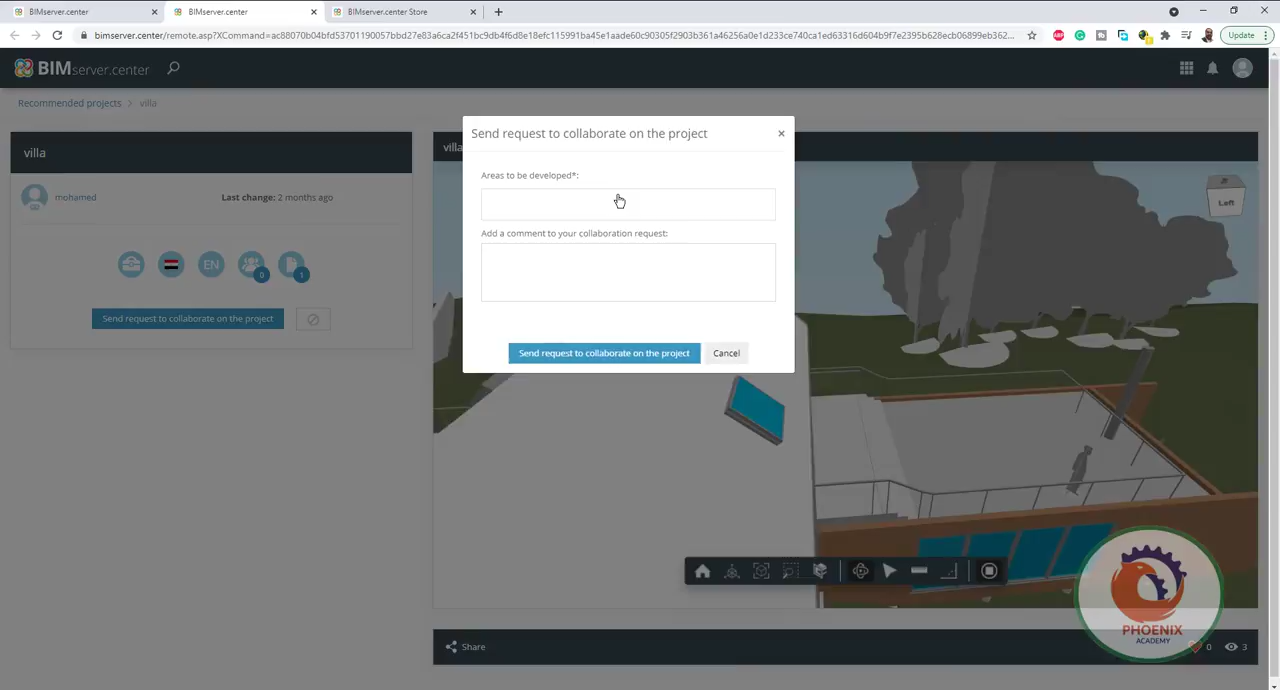 BIMserver.center
BIMserver.center
BIMserver.center Store
Update
BIMserver.center
Recommended projects > villa
villa
mohamed
Last change: 2 months ago
EN
0
1
Send request to collaborate on the project
villa
Send request to collaborate on the project
Areas to be developed*:
Add a comment to your collaboration request:
Send request to collaborate on the project
Cancel
Left
PHOENIX
ACADEMY
Share
0
3